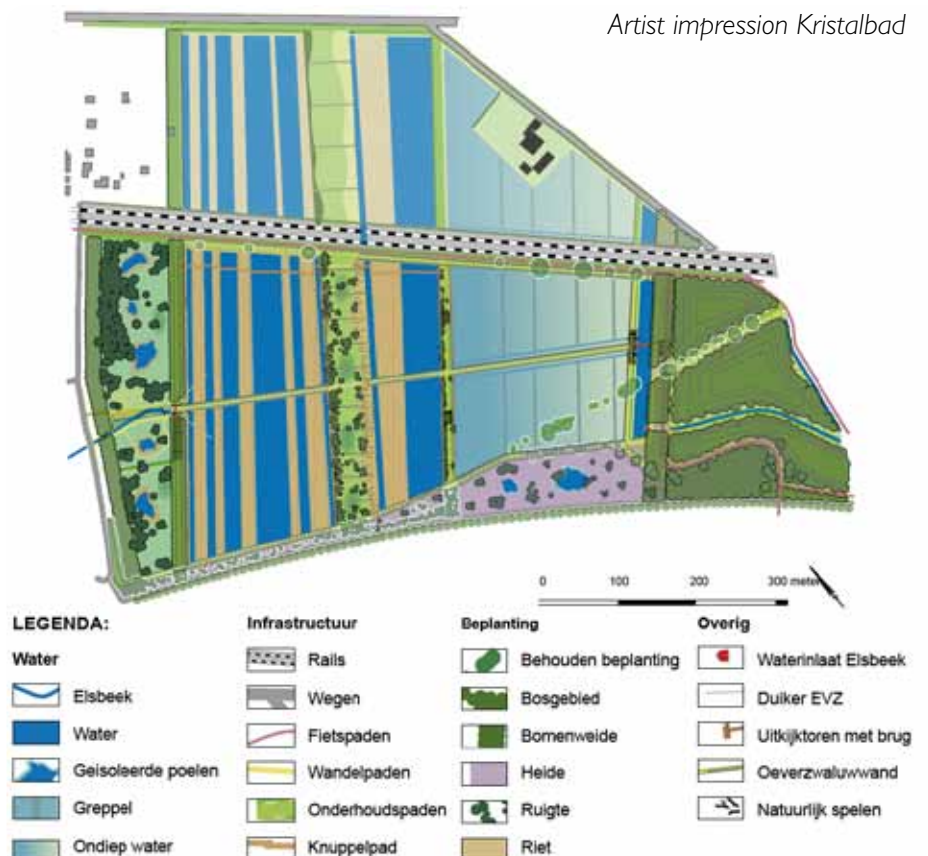 Artist impression Kristalbad
0 100 200 300 meter
LEGENDA:
Water
Elsbeek
Water
Geisoleerde poelen
Greppel
Ondiep water
Infrastructuur
Rails
Wegen
Fietspaden
Wandelpaden
Onderhoudspaden
Knuppelpad
Beplanting
Behouden beplanting
Bosgebied
Bomenweide
Heide
Ruigte
Riet
Overig
Waterinlaat Elsbeek
Duiker EVZ
Uitkijktoren met brug
Oeverzwaluwwand
Natuurlijk spelen